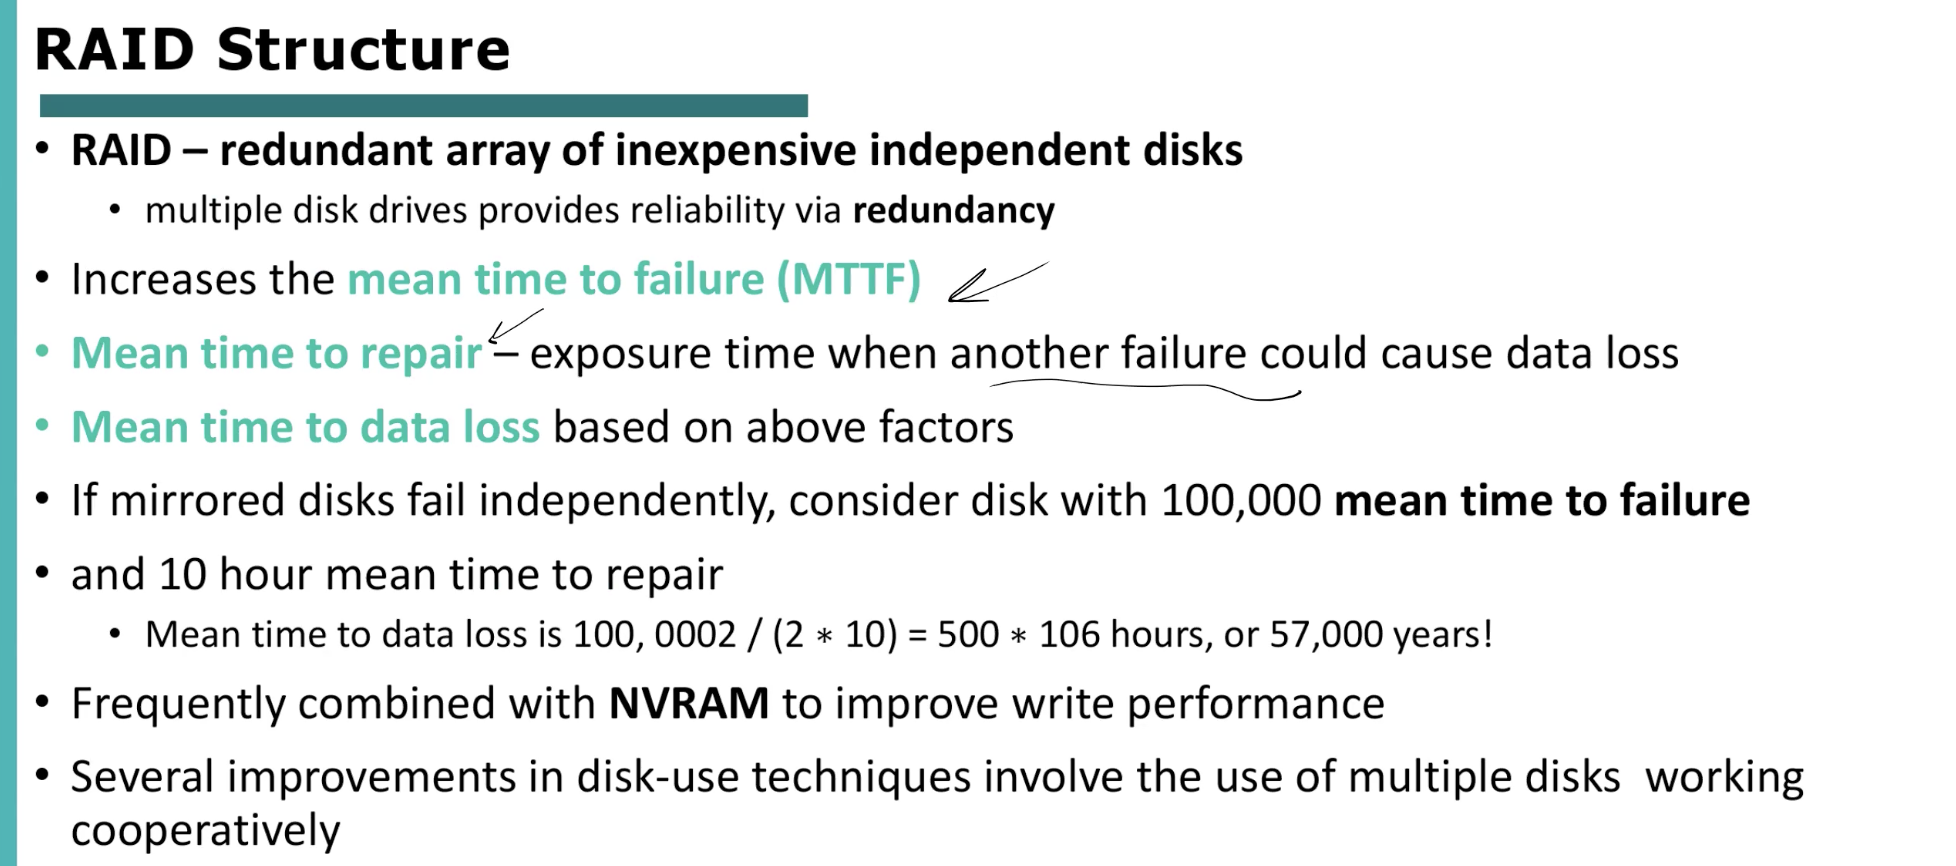 RAID Structure
• RAID – redundant array of inexpensive independent disks
• multiple disk drives provides reliability via redundancy
• Increases the mean time to failure (MTTF)
• Mean time to repair – exposure time when another failure could cause data loss
• Mean time to data loss based on above factors
• If mirrored disks fail independently, consider disk with 100,000 mean time to failure
• and 10 hour mean time to repair
• Mean time to data loss is 100, 0002 / (2 ∗ 10) = 500 ∗ 106 hours, or 57,000 years!
• Frequently combined with NVRAM to improve write performance
• Several improvements in disk-use techniques involve the use of multiple disks  working
cooperatively